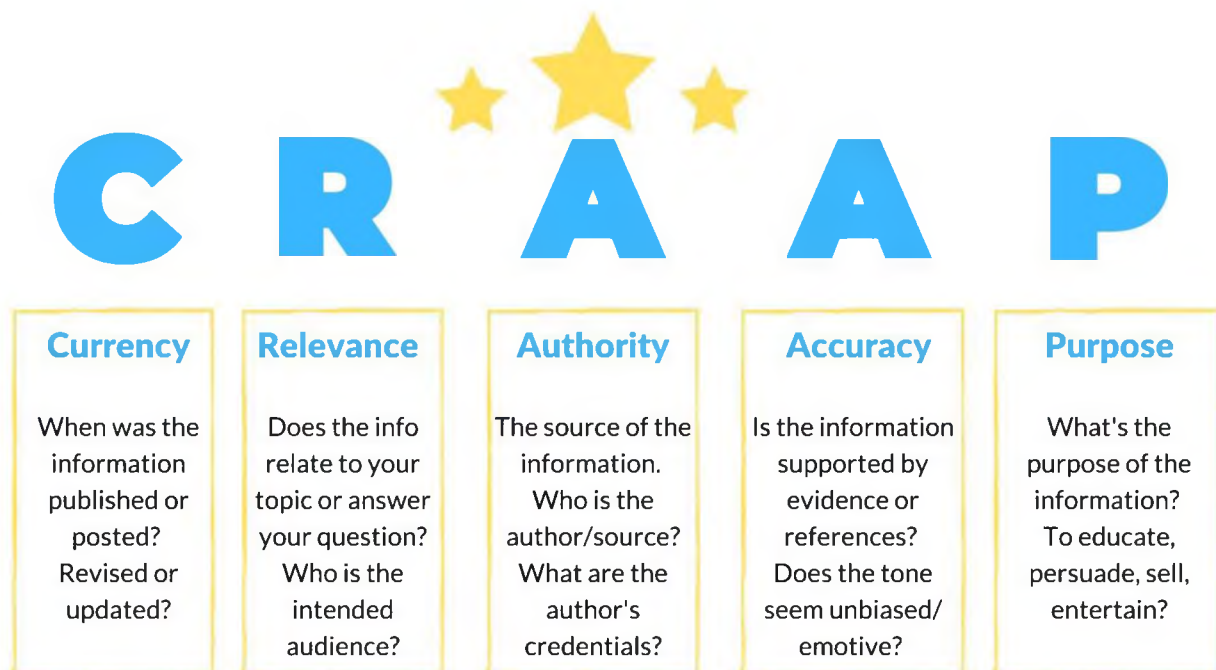 C R A A P
Currency
When was the
information
published or
posted?
Revised or
updated?
Relevance
Does the info
relate to your
topic or answer
your question?
Who is the
intended
audience?
Authority
The source of the
information.
Who is the
author/source?
What are the
author's
credentials?
Accuracy
Is the information
supported by
evidence or
references?
Does the tone
seem unbiased/
emotive?
Purpose
What's the
purpose of the
information?
To educate,
persuade, sell,
entertain?